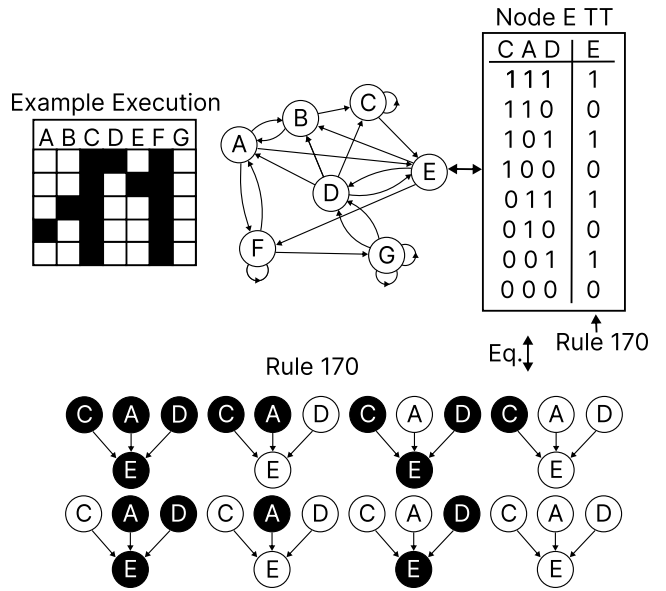 Node E TT
C A D E
1 1 1 1
1 1 0 0
1 0 1 1
1 0 0 0
0 1 1 1
0 1 0 0
0 0 1 1
0 0 0 0
Rule 170
Eq.
Example Execution
A B C D E F G
A
B
C
D
E
F
G
Rule 170
C A D C A D C A D C A D
E E E E
C A D C A D C A D C A D
E E E E